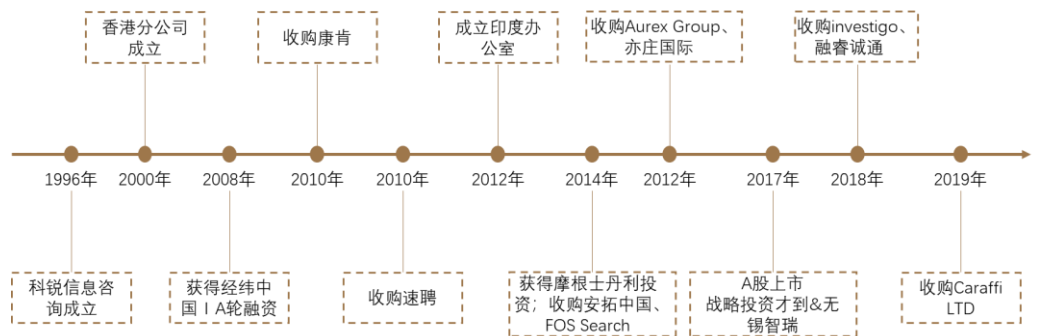 香港分公司
成立
收购康肯
成立印度办
公室
收购Aurex Group、
亦庄国际
收购investigo、
融睿诚通
1996年
2000年
2008年
2010年
2010年
2012年
2014年
2012年
2017年
2018年
2019年
科锐信息咨
询成立
获得经纬中
国｜A轮融资
收购速聘
获得摩根士丹利投
资；收购安拓中国、
FOS Search
A股上市
战略投资才到&无
锡智瑞
收购Caraffi
LTD